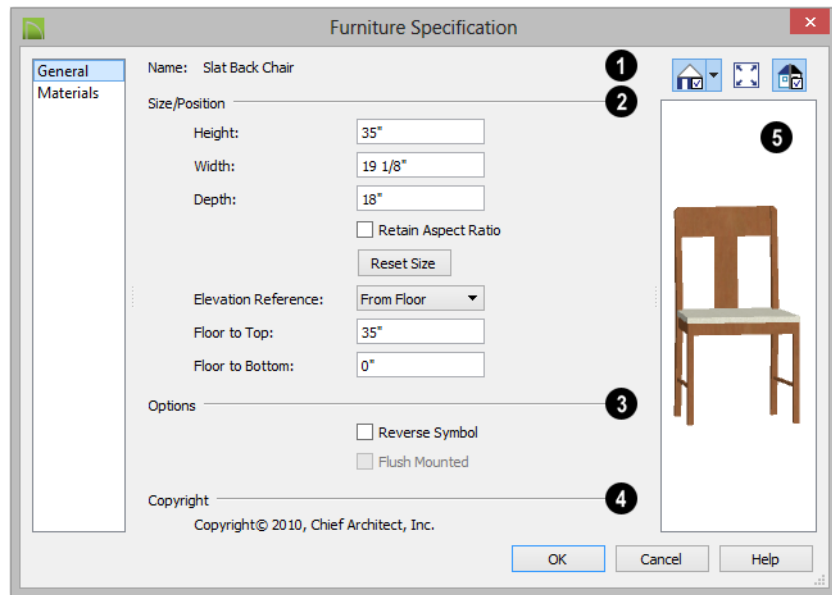 Furniture Specification
General
Materials
Name: Slat Back Chair 1
Size/Position 2
Height: 35"
Width: 19 1/8"
Depth: 18"
Retain Aspect Ratio
Reset Size
Elevation Reference: From Floor
Floor to Top: 35"
Floor to Bottom: 0"
Options 3
Reverse Symbol
Flush Mounted
Copyright 4
Copyright© 2010, Chief Architect, Inc.
5
OK Cancel Help